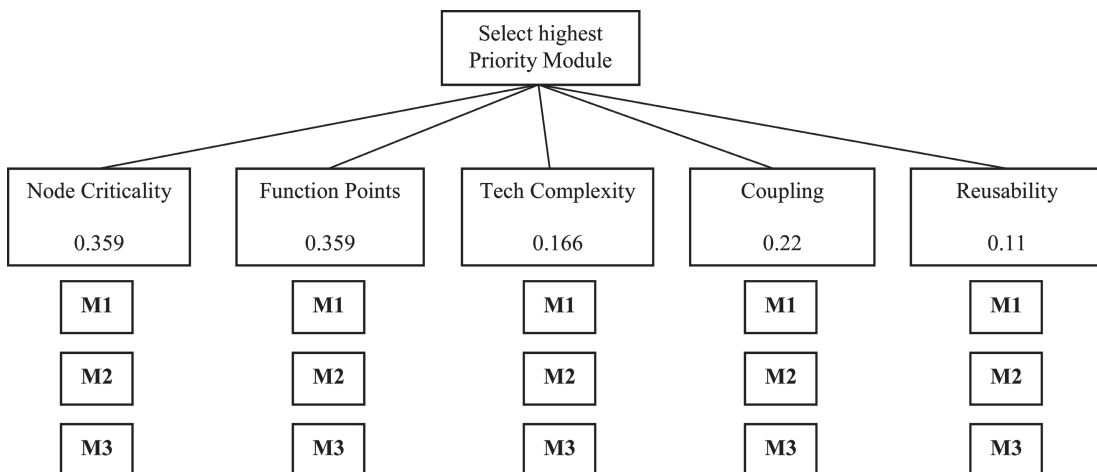 Select highest
Priority Module
Node Criticality
0.359
Function Points
0.359
Tech Complexity
0.166
Coupling
0.22
Reusability
0.11
M1
M1
M1
M1
M1
M2
M2
M2
M2
M2
M3
M3
M3
M3
M3